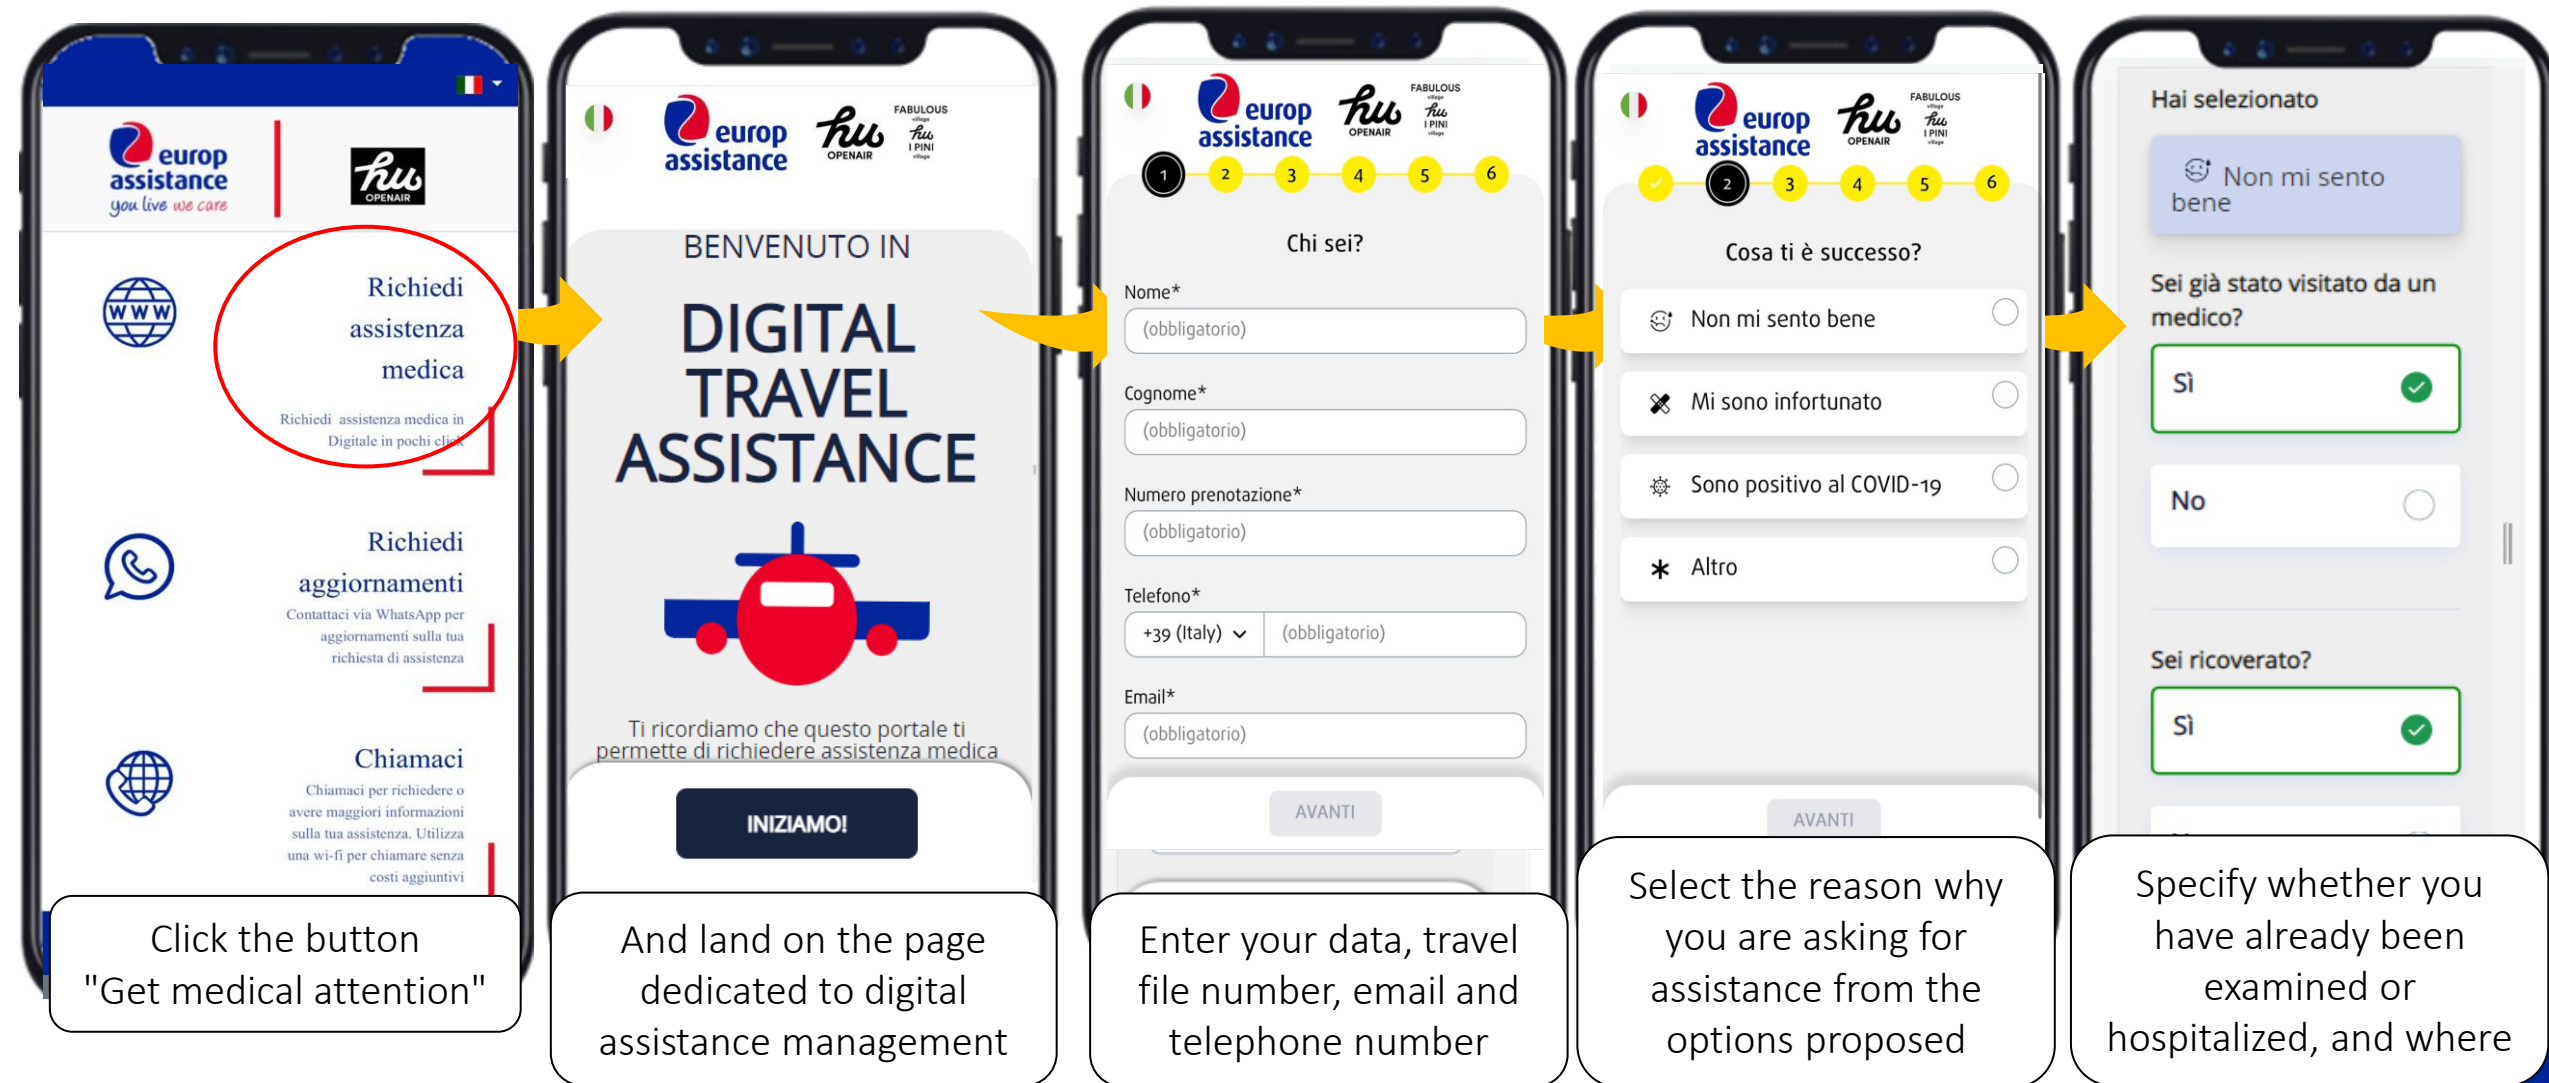 europ
assistance
you live we care
hu
OPENAIR
WWW
Richiedi
assistenza
medica
Richiedi assistenza medica in
Digitale in pochi click
Richiedi
aggiornamenti
Contattaci via WhatsApp per
aggiornamenti sulla tua
richiesta di assistenza
Chiamaci
Chiamaci per richiedere o
avere maggiori informazioni
sulla tua assistenza. Utilizza
una wi-fi per chiamare senza
costi aggiuntivi
Click the button
"Get medical attention"
europ
assistance
hu
OPENAIR
FABULOUS
village
hu
I PINI
village
BENVENUTO IN
DIGITAL
TRAVEL
ASSISTANCE
Ti ricordiamo che questo portale ti
permette di richiedere assistenza medica
INIZIAMO!
And land on the page
dedicated to digital
assistance management
europ
assistance
hu
OPENAIR
FABULOUS
village
hu
I PINI
village
1 2 3 4 5 6
Chi sei?
Nome*
(obbligatorio)
Cognome*
(obbligatorio)
Numero prenotazione*
(obbligatorio)
Telefono*
+39 (Italy) (obbligatorio)
Email*
(obbligatorio)
AVANTI
Enter your data, travel
file number, email and
telephone number
europ
assistance
hu
OPENAIR
FABULOUS
village
hu
I PINI
village
2 3 4 5 6
Cosa ti è successo?
Non mi sento bene
Mi sono infortunato
Sono positivo al COVID-19
Altro
AVANTI
Select the reason why
you are asking for
assistance from the
options proposed
Hai selezionato
Non mi sento
bene
Sei già stato visitato da un
medico?
Sì
No
Sei ricoverato?
Sì
Specify whether you
have already been
examined or
hospitalized, and where